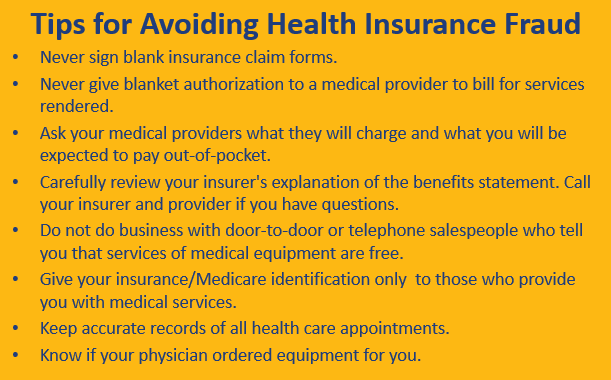 Tips for Avoiding Health Insurance Fraud
• Never sign blank insurance claim forms.
• Never give blanket authorization to a medical provider to bill for services
rendered.
• Ask your medical providers what they will charge and what you will be
expected to pay out-of-pocket.
• Carefully review your insurer's explanation of the benefits statement. Call
your insurer and provider if you have questions.
• Do not do business with door-to-door or telephone salespeople who tell
you that services of medical equipment are free.
• Give your insurance/Medicare identification only  to those who provide
you with medical services.
• Keep accurate records of all health care appointments.
• Know if your physician ordered equipment for you.